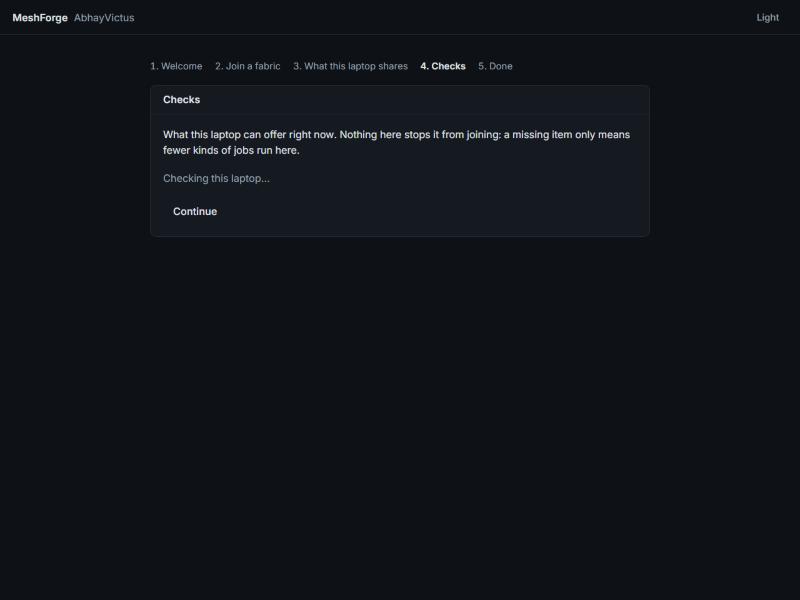 MeshForge AbhayVictus Light
1. Welcome 2. Join a fabric 3. What this laptop shares 4. Checks 5. Done
Checks
What this laptop can offer right now. Nothing here stops it from joining: a missing item only means
fewer kinds of jobs run here.
Checking this laptop...
Continue